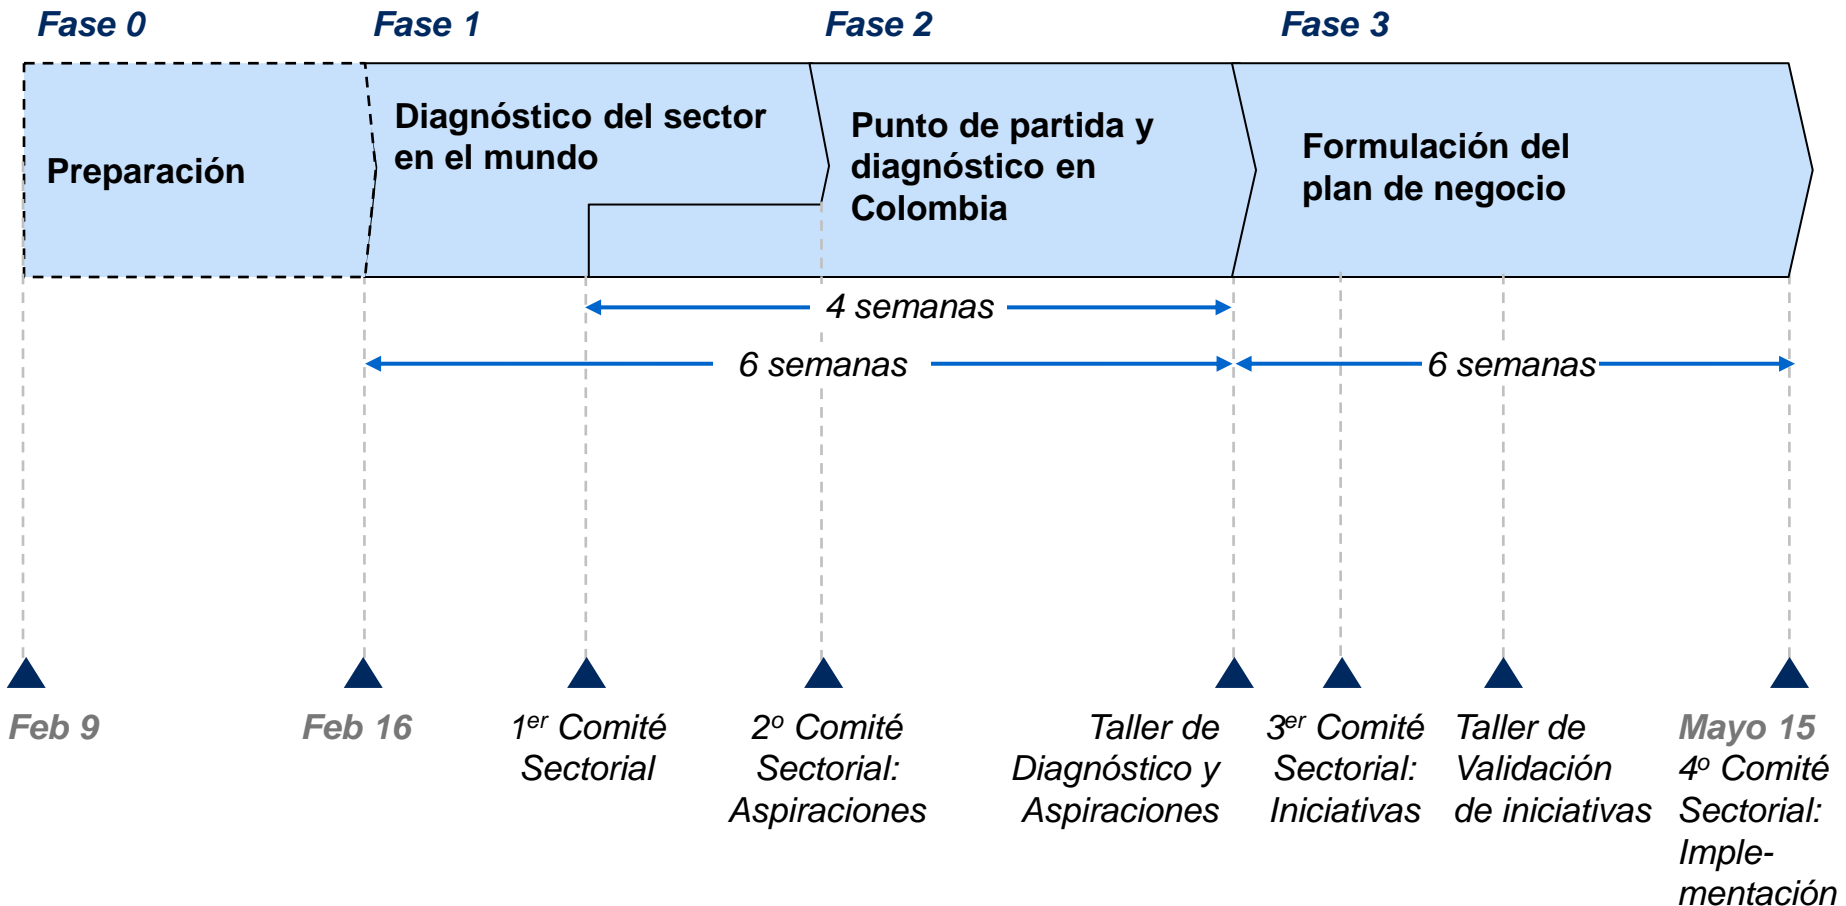 Fase 0
Fase 1
Fase 2
Fase 3
Preparación
Diagnóstico del sector
en el mundo
Punto de partida y
diagnóstico en
Colombia
Formulación del
plan de negocio
4 semanas
6 semanas
6 semanas
Feb 9
Feb 16
1er Comité
Sectorial
2o Comité
Sectorial:
Aspiraciones
Taller de
Diagnóstico y
Aspiraciones
3er Comité
Sectorial:
Iniciativas
Taller de
Validación
de iniciativas
Mayo 15
4o Comité
Sectorial:
Imple-
mentación